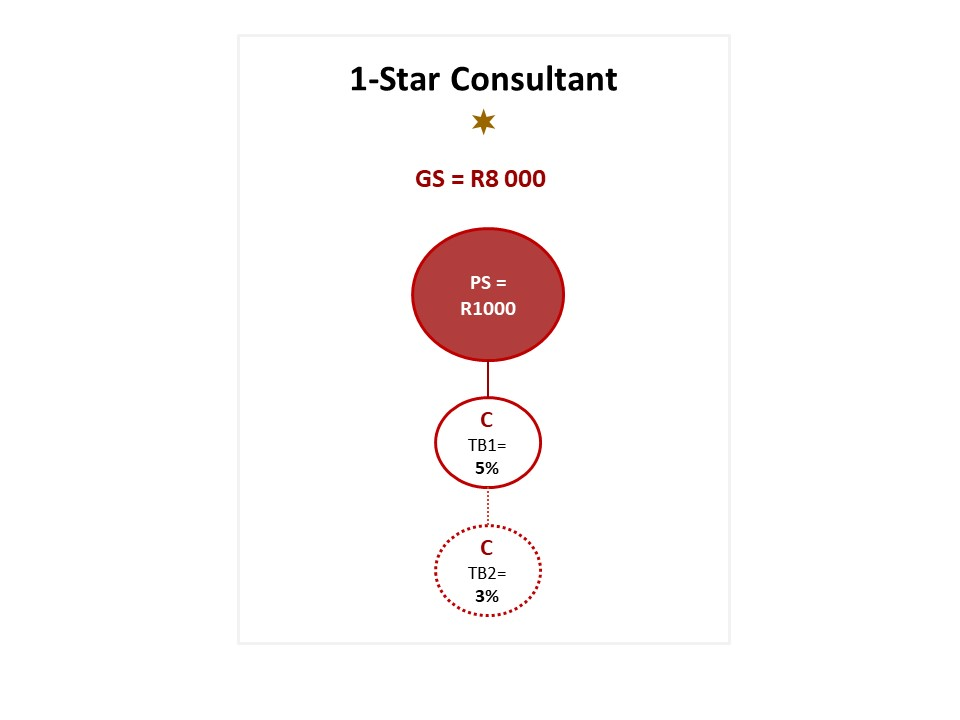 1-Star Consultant
GS = R8 000
PS =
R1000
C
TB1=
5%
C
TB2=
3%